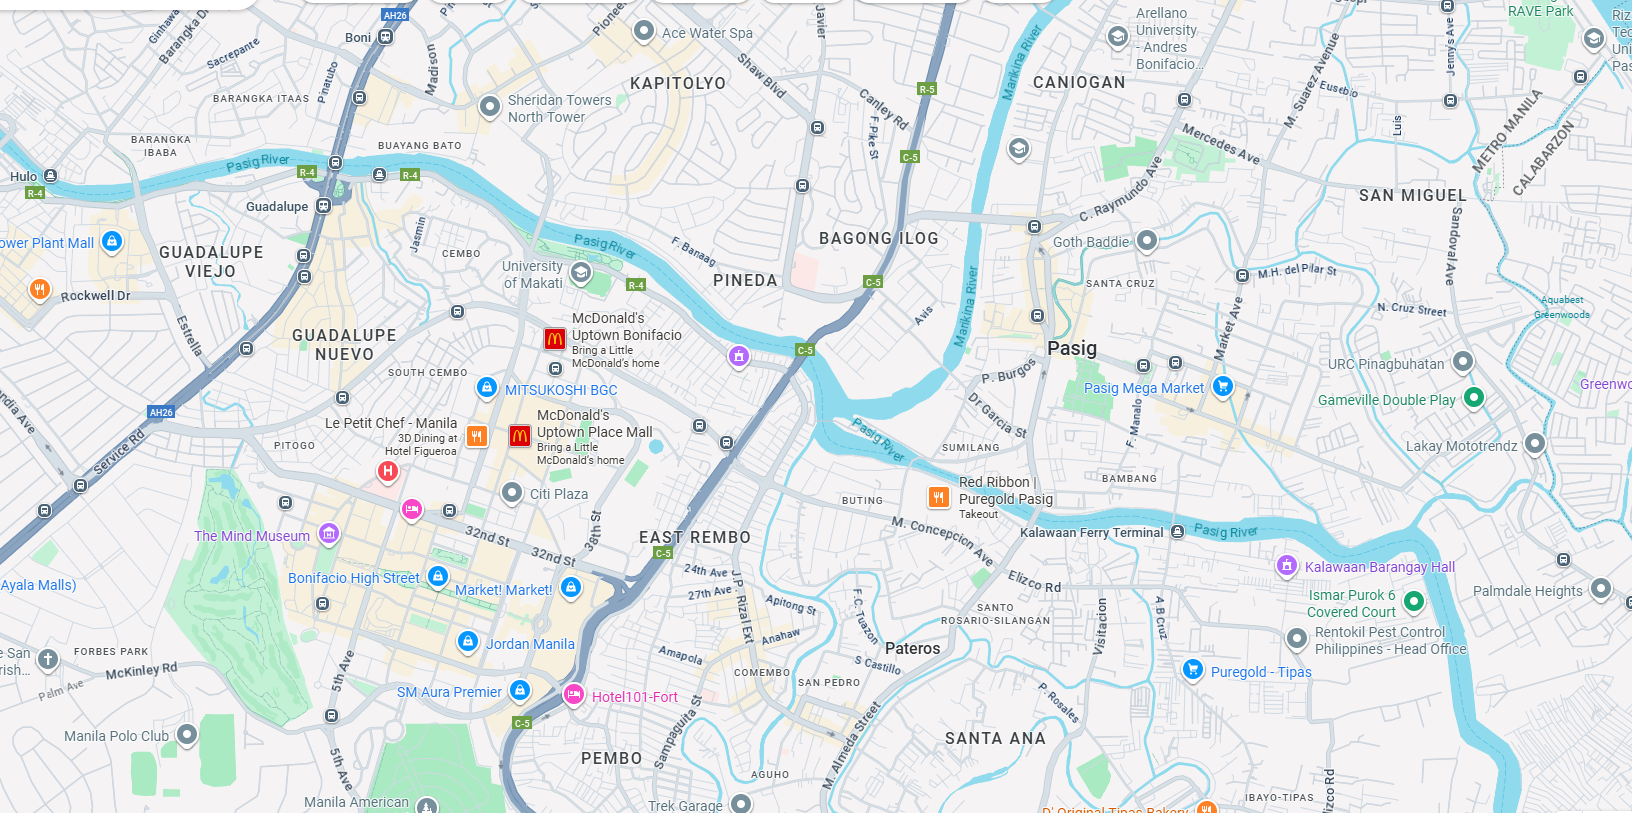 AH26
Boni
Ginhawa
Barangka Dr
Sacrepante
Pinatubo
Madison
Pioneer
Ace Water Spa
Javier
Shaw Blvd
KAPITOLYO
Canley Rd
F.Pike St
R-5
C-5
Marikina River
Arellano
University
- Andres
Bonifacio...
CANIOGAN
M. Suarez Avenue
Eusebio
Jennys Ave
RAVE Park
Riz
Tec
Uni
Pas
Luis
METRO MANILA
CALABARZON
Mercedes Ave
BARANGKA ITAAS
Sheridan Towers
North Tower
BARANGKA
IBABA
BUAYANG BATO
Pasig River
R-4
R-4
Hulo
R-4
Guadalupe
C. Raymundo Ave
SAN MIGUEL
Sandoval Ave
ower Plant Mall
GUADALUPE
VIEJO
Jasmin
CEMBO
Pasig River
F. Banaag
BAGONG ILOG
Goth Baddie
University
of Makati
R-4
PINEDA
C-5
Marikina River
SANTA CRUZ
M.H. del Pilar St
N. Cruz Street
Aquabest
Greenwoods
Rockwell Dr
Estrella
GUADALUPE
NUEVO
McDonald's
Uptown Bonifacio
Bring a Little
McDonald's home
Avis
Market Ave
C-5
Pasig
SOUTH CEMBO
MITSUKOSHI BGC
P. Burgos
Pasig Mega Market
URC Pinagbuhatan
Greenwo
Gameville Double Play
AH26
Service Rd
Le Petit Chef - Manila
3D Dining at
Hotel Figueroa
McDonald's
Uptown Place Mall
Bring a Little
McDonald's home
Dr Garcia St
F. Manalo
Pasig River
SUMILANG
Lakay Mototrendz
PITOGO
BAMBANG
Citi Plaza
Red Ribbon |
Puregold Pasig
Takeout
BUTING
M. Concepcion Ave
Kalawaan Ferry Terminal
Pasig River
The Mind Museum
32nd St
32nd St
38th St
EAST REMBO
C-5
Kalawaan Barangay Hall
Ayala Malls)
Bonifacio High Street
Market! Market!
24th Ave
27th Ave
J.P. Rizal Ext
Apitong St
F.C. Tuazon
Elizco Rd
SANTO
ROSARIO-SILANGAN
Visitacion
A.B Cruz
Ismar Purok 6
Covered Court
Palmdale Heights
Rentokil Pest Control
Philippines - Head Office
Jordan Manila
Anahaw
Amapola
Pateros
S Castillo
e San
rish...
FORBES PARK
McKinley Rd
Palm Ave
5th Ave
COMEMBO
SAN PEDRO
Puregold - Tipas
P. Rosales
SM Aura Premier
Hotel101-Fort
C-5
Sampaguita St
M. Almeda Street
SANTA ANA
Manila Polo Club
5th Ave
PEMBO
AGUHO
Manila American
Trek Garage
IBAYO-TIPAS
Elizco Rd
D' Original Tipas Bakery